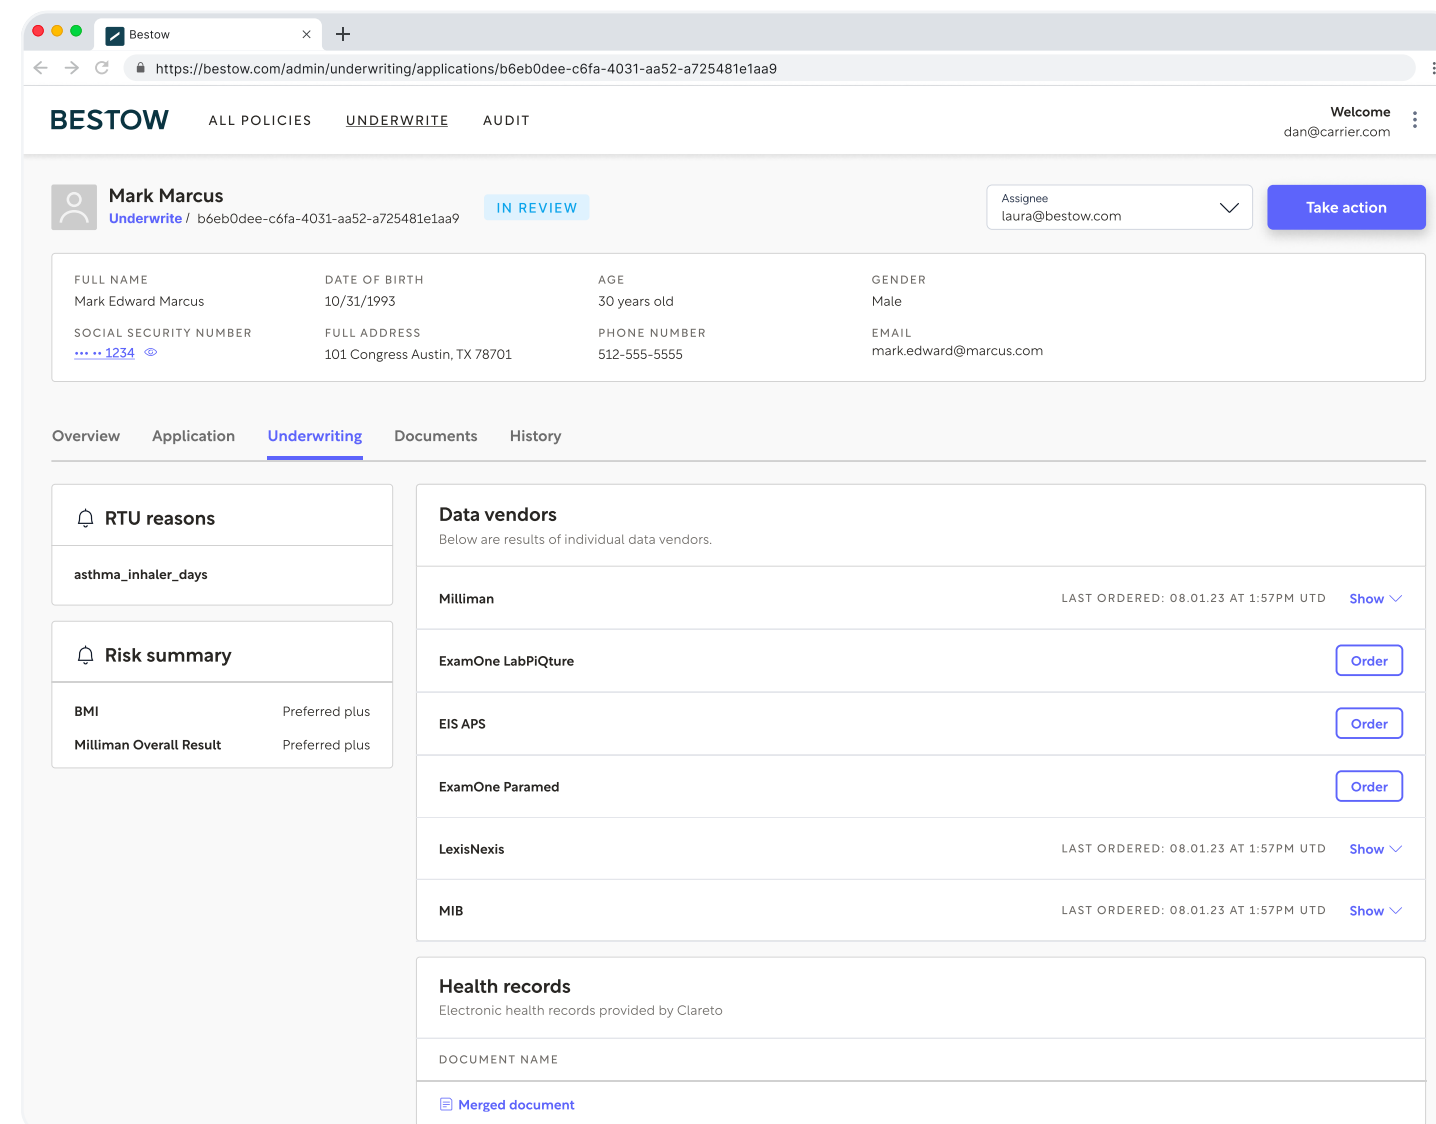 Bestow
https://bestow.com/admin/underwriting/applications/b6eb0dee-c6fa-4031-aa52-a725481e1aa9
BESTOW
ALL POLICIES
UNDERWRITE
AUDIT
Welcome
dan@carrier.com
Mark Marcus
Underwrite / b6eb0dee-c6fa-4031-aa52-a725481e1aa9
IN REVIEW
Assignee
laura@bestow.com
Take action
FULL NAME
Mark Edward Marcus
DATE OF BIRTH
10/31/1993
AGE
30 years old
GENDER
Male
SOCIAL SECURITY NUMBER
••• •• 1234
FULL ADDRESS
101 Congress Austin, TX 78701
PHONE NUMBER
512-555-5555
EMAIL
mark.edward@marcus.com
Overview
Application
Underwriting
Documents
History
RTU reasons
asthma_inhaler_days
Risk summary
BMI Preferred plus
Milliman Overall Result Preferred plus
Data vendors
Below are results of individual data vendors.
Milliman LAST ORDERED: 08.01.23 AT 1:57PM UTD Show
ExamOne LabPiQture Order
EIS APS Order
ExamOne Paramed Order
LexisNexis LAST ORDERED: 08.01.23 AT 1:57PM UTD Show
MIB LAST ORDERED: 08.01.23 AT 1:57PM UTD Show
Health records
Electronic health records provided by Clareto
DOCUMENT NAME
Merged document